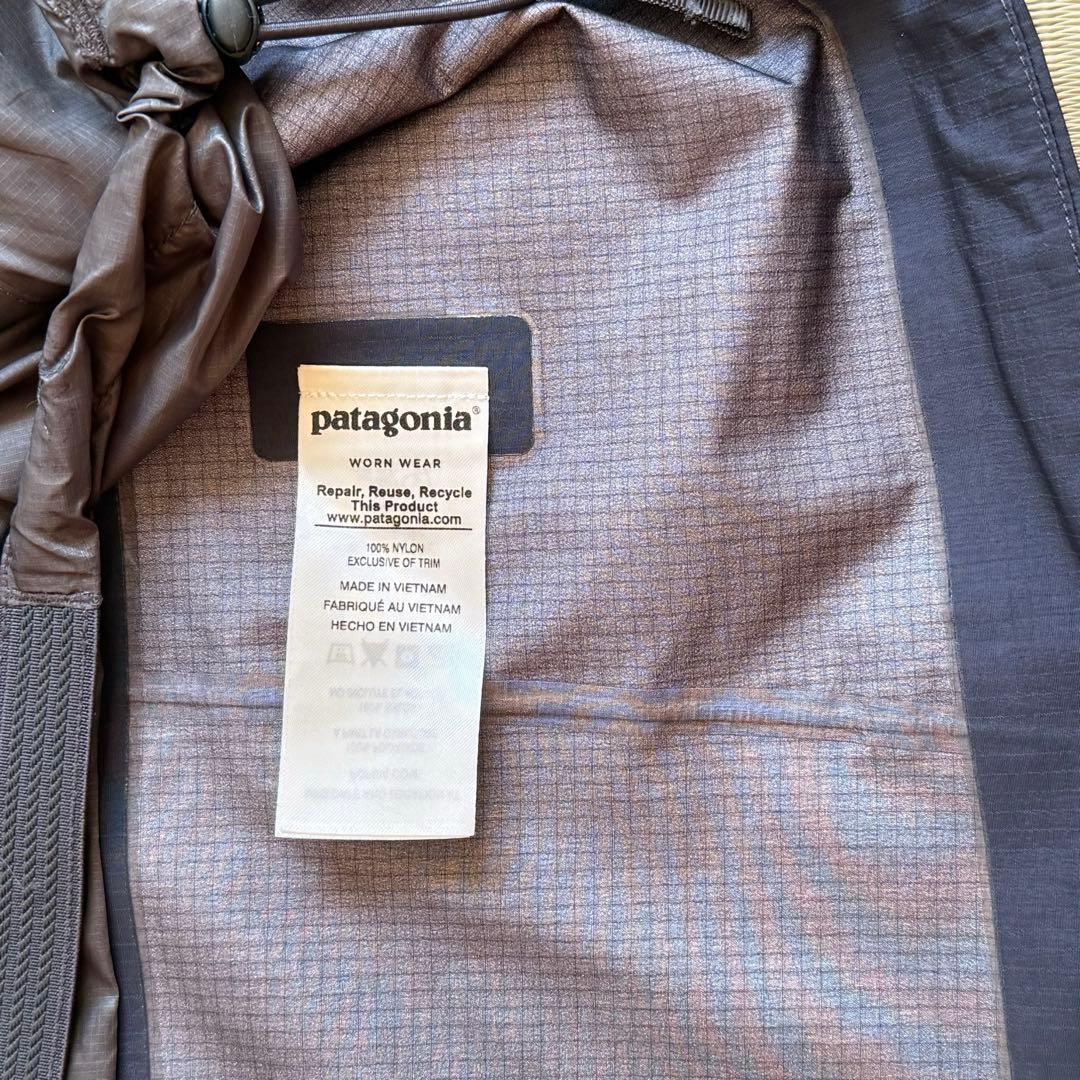 patagonia®
WORN WEAR
Repair, Reuse, Recycle
This Product
www.patagonia.com
100% NYLON
EXCLUSIVE OF TRIM
MADE IN VIETNAM
FABRIQUÉ AU VIETNAM
HECHO EN VIETNAM